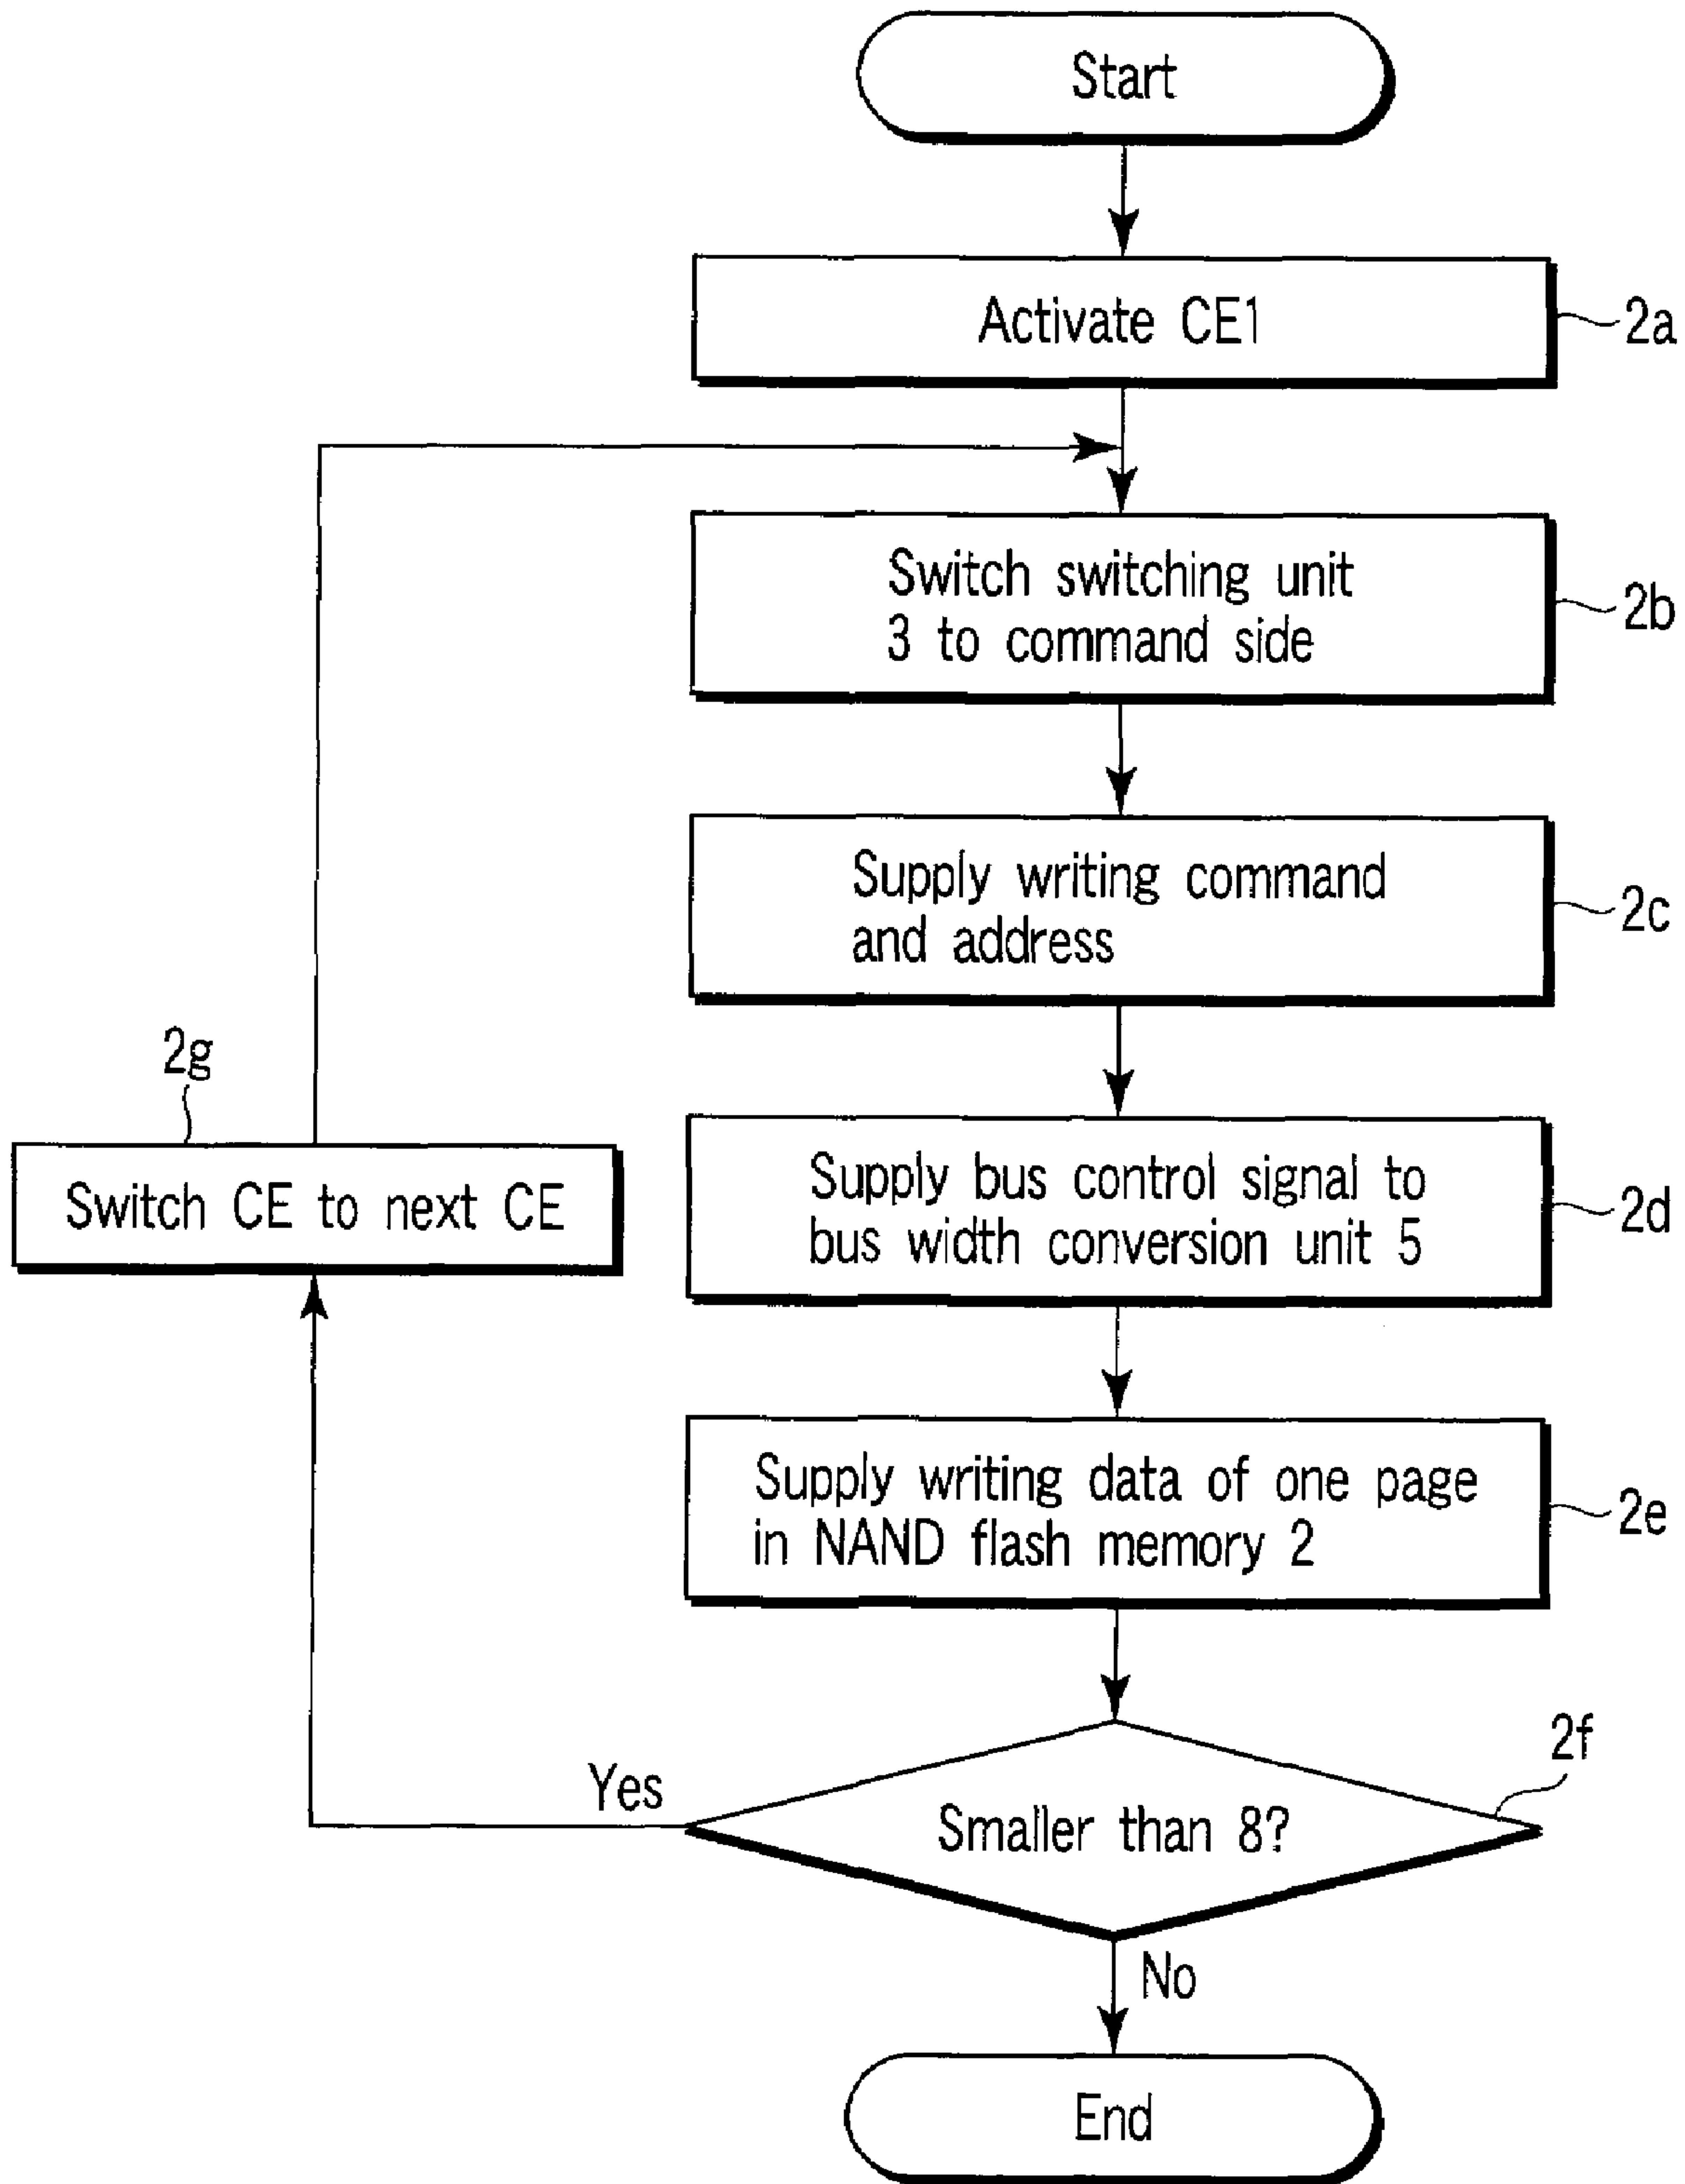 Start
Activate CE1
2a
Switch switching unit
3 to command side
2b
Supply writing command
and address
2c
2g
Switch CE to next CE
Supply bus control signal to
bus width conversion unit 5
2d
Supply writing data of one page
in NAND flash memory 2
2e
2f
Yes
Smaller than 8?
No
End